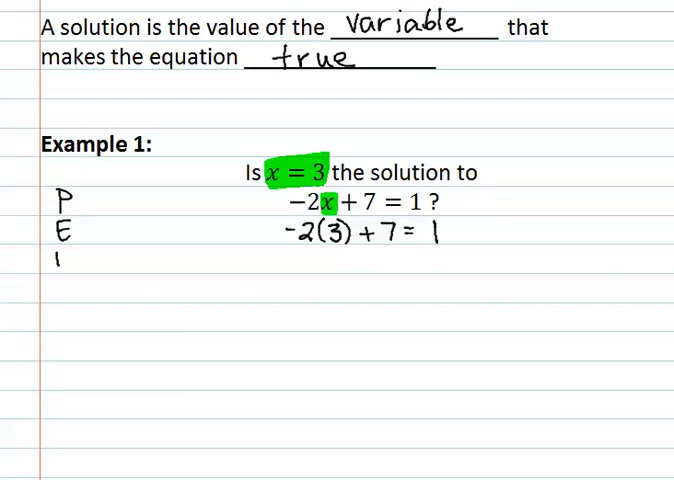 A solution is the value of the variable that
makes the equation true
Example 1:
Is x = 3 the solution to
P
−2x + 7 = 1 ?
E
-2(3) + 7 = 1